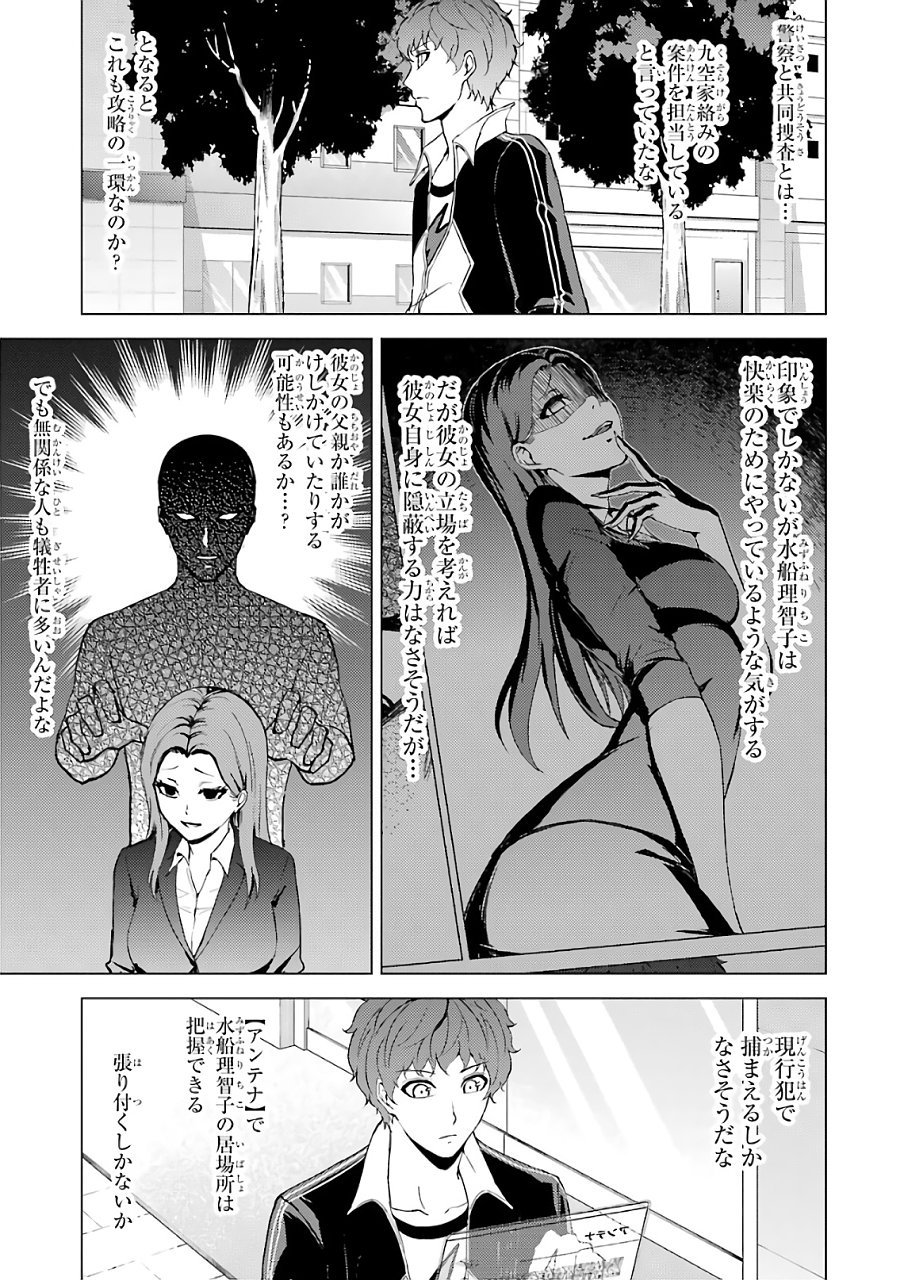 警察と共同捜査とは…
九空家絡みの
案件を担当している
と言っていたな
となると
これも攻略の一環なのか？
印象でしかないが水船理智子は
快楽のためにやっているような気がする
だが彼女の立場を考えれば
彼女自身に隠蔽する力はなさそうだが…
彼女の父親か誰かが
けしかけていたりする
可能性もあるか…？
でも無関係な人も犠牲者に多いんだよな
現行犯で
捕まえるしか
なさそうだな
【アンテナ】で
水船理智子の居場所は
把握できる
張り付くしかないか
アンテナ